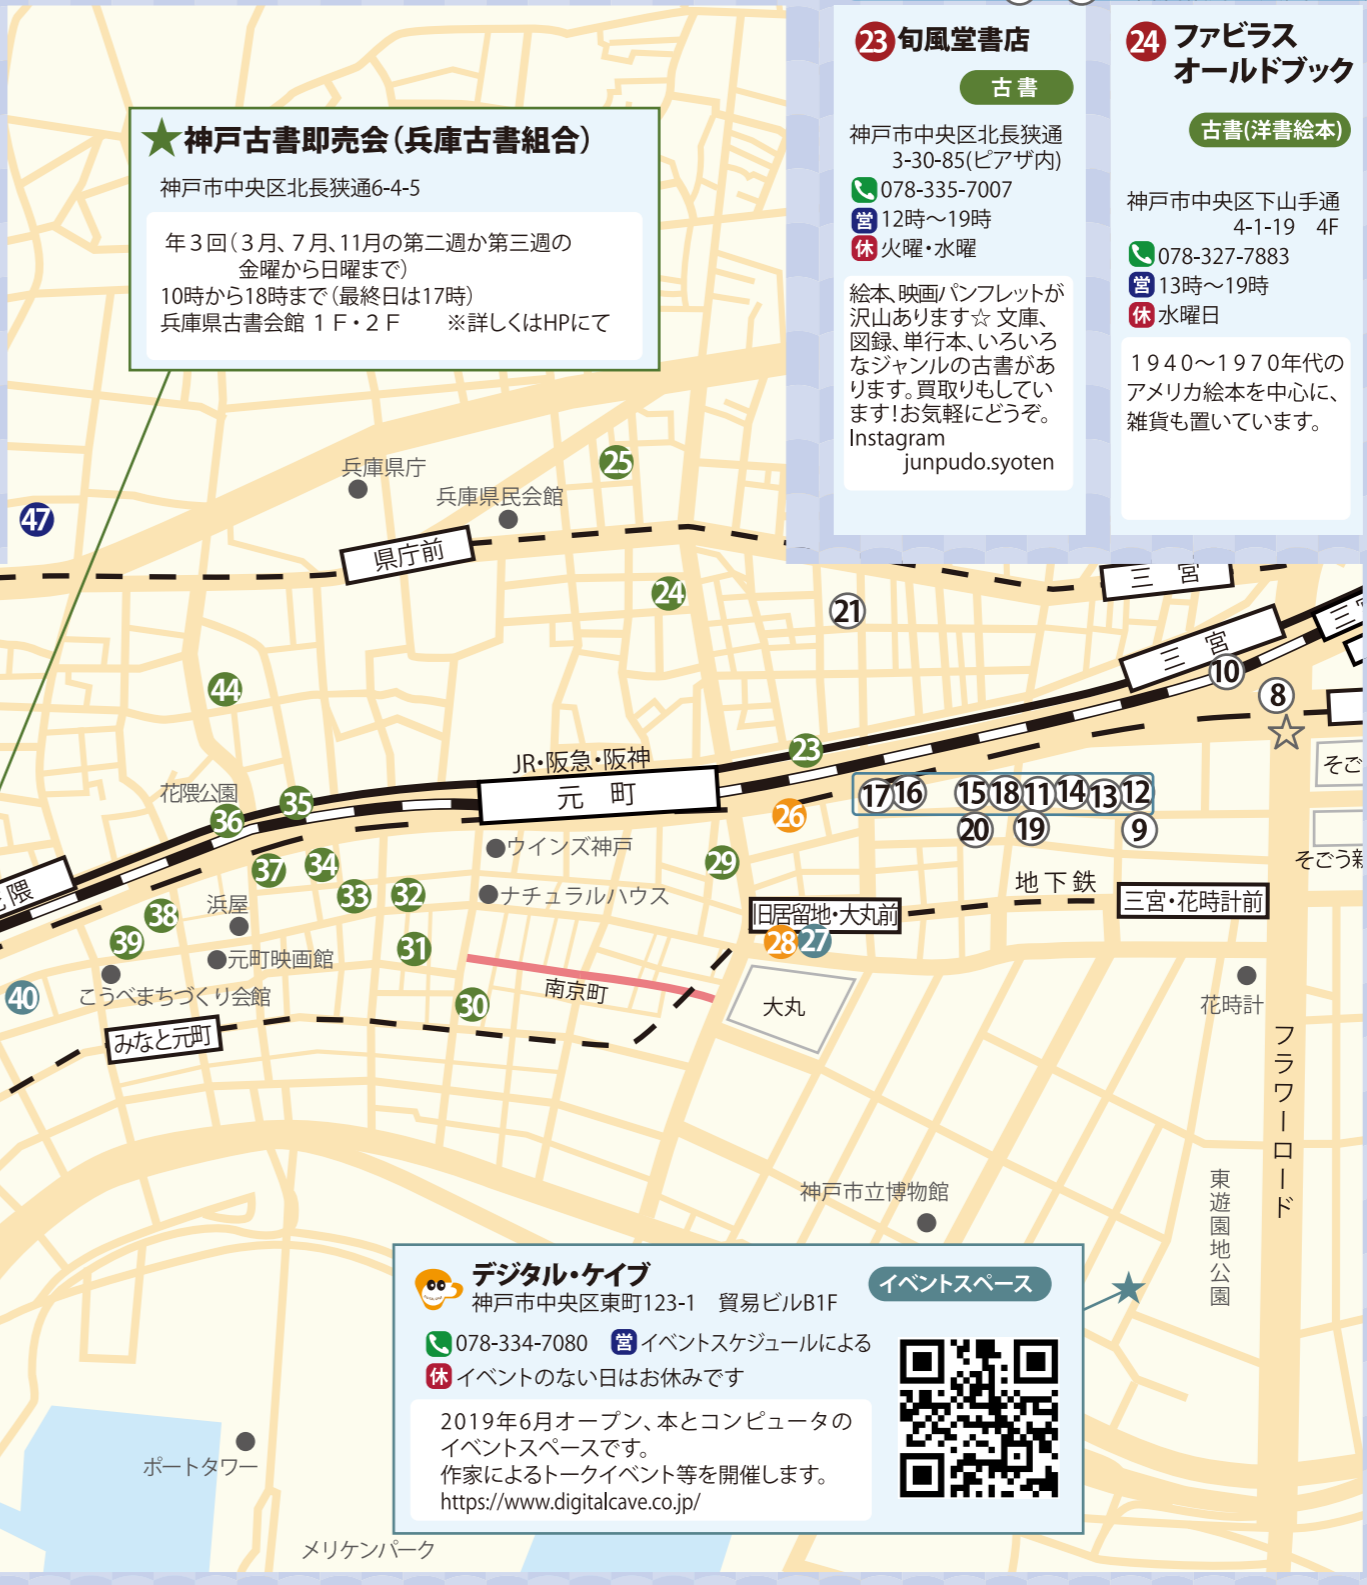 23 旬風堂書店
古書
神戸市中央区北長狭通
3-30-85(ピアザ内)
078-335-7007
営 12時～19時
休 火曜・水曜
絵本、映画パンフレットが
沢山あります☆ 文庫、
図録、単行本、いろいろ
なジャンルの古書があ
ります。買取りもしてい
ます!お気軽にどうぞ。
Instagram
junpudo.syoten
24 ファビラス
オールドブック
古書(洋書絵本)
神戸市中央区下山手通
4-1-19 4F
078-327-7883
営 13時～19時
休 水曜日
1940～1970年代の
アメリカ絵本を中心に、
雑貨も置いています。
★神戸古書即売会(兵庫古書組合)
神戸市中央区北長狭通6-4-5
年3回(3月、7月、11月の第二週か第三週の
金曜から日曜まで)
10時から18時まで(最終日は17時)
兵庫県古書会館 1F・2F ※詳しくはHPにて
兵庫県庁
25
兵庫県民会館
47
県庁前
24
三宮
21
三宮
10
44
8
23
JR・阪急・阪神
元町
そご
花隈公園
35
36
26
17 16 15 18 11 14 13 12
20 19 9
ウインズ神戸
29
そごう新
37 34
33 32
ナチュラルハウス
地下鉄
三宮・花時計前
隈
38
浜屋
旧居留地・大丸前
39
31
28 27
元町映画館
40
こうべまちづくり会館
南京町
30
大丸
花時計
みなと元町
フラワーロード
神戸市立博物館
東遊園地公園
デジタル・ケイブ
イベントスペース
神戸市中央区東町123-1 貿易ビルB1F
078-334-7080 営 イベントスケジュールによる
休 イベントのない日はお休みです
2019年6月オープン、本とコンピュータの
イベントスペースです。
作家によるトークイベント等を開催します。
https://www.digitalcave.co.jp/
ポートタワー
メリケンパーク